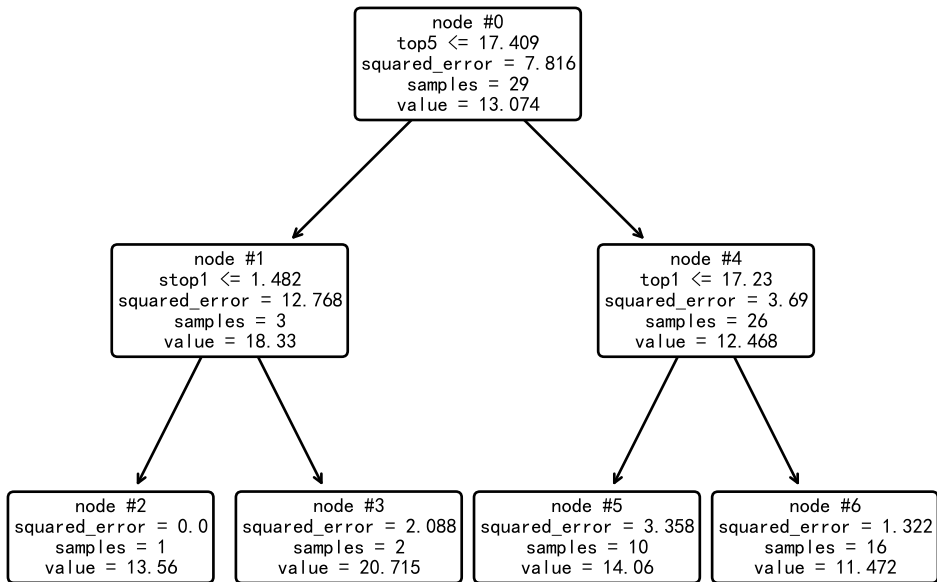 node #0
top5 <= 17.409
squared_error = 7.816
samples = 29
value = 13.074
node #1
stop1 <= 1.482
squared_error = 12.768
samples = 3
value = 18.33
node #4
top1 <= 17.23
squared_error = 3.69
samples = 26
value = 12.468
node #2
squared_error = 0.0
samples = 1
value = 13.56
node #3
squared_error = 2.088
samples = 2
value = 20.715
node #5
squared_error = 3.358
samples = 10
value = 14.06
node #6
squared_error = 1.322
samples = 16
value = 11.472